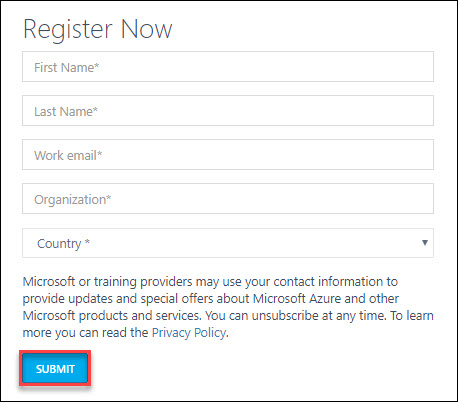 Register Now
First Name*
Last Name*
Work email*
Organization*
Country *
Microsoft or training providers may use your contact information to
provide updates and special offers about Microsoft Azure and other
Microsoft products and services. You can unsubscribe at any time. To learn
more you can read the Privacy Policy.
SUBMIT